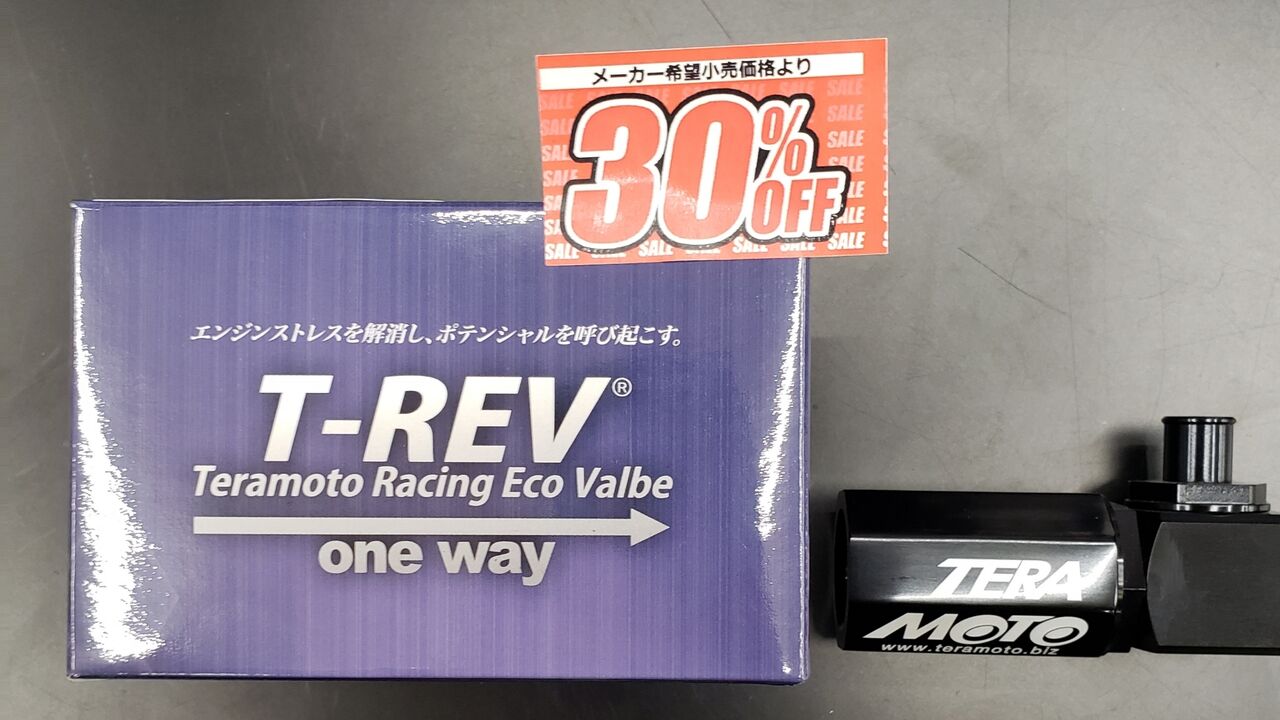 メーカー希望小売価格より
30%OFF
SALE
エンジンストレスを解消し、ポテンシャルを呼び起こす。
T-REV®
Teramoto Racing Eco Valbe
one way
TERA
MOTO
www.teramoto.biz